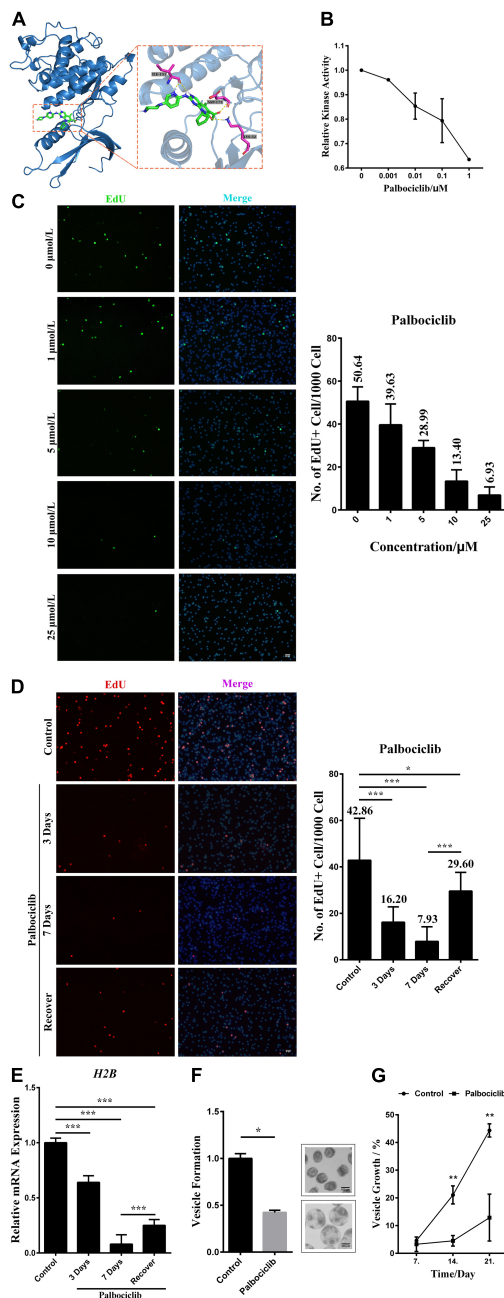 A
B
Relative Kinase Activity
1.1
1.0
0.9
0.8
0.7
0.6
0
0.001
0.01
0.1
1
Palbociclib/μM
C
EdU
Merge
0 μmol/L
1 μmol/L
5 μmol/L
10 μmol/L
25 μmol/L
Palbociclib
No. of EdU+ Cell/1000 Cell
80
60
40
20
0
50.64
39.63
28.99
13.40
6.93
0
1
5
10
25
Concentration/μM
D
EdU
Merge
Control
3 Days
7 Days
Recover
Palbociclib
Palbociclib
No. of EdU+ Cell/1000 Cell
80
60
40
20
0
*
***
***
***
42.86
16.20
7.93
29.60
Control
3 Days
7 Days
Recover
E
H2B
Relative mRNA Expression
1.5
1.0
0.5
0.0
***
***
***
***
Control
3 Days
7 Days
Recover
Palbociclib
F
Vesicle Formation
1.5
1.0
0.5
0.0
*
Control
Palbociclib
G
Control
Palbociclib
Vesicle Growth / %
60
50
40
30
20
10
0
**
**
7.
14.
21.
Time/Day